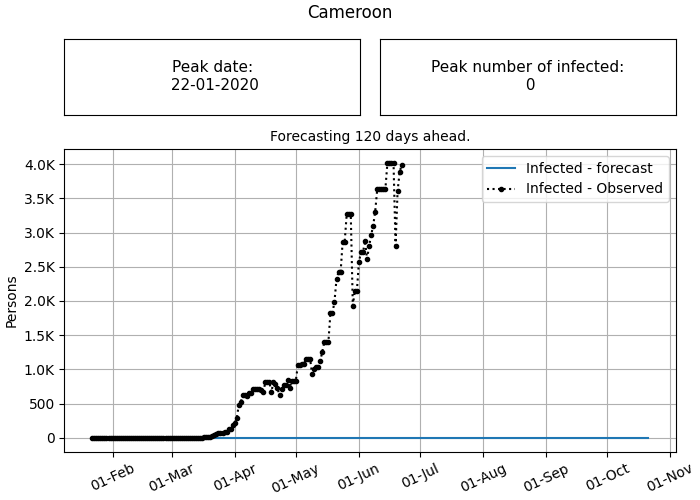 Cameroon
Peak date:
22-01-2020
Peak number of infected:
0
Forecasting 120 days ahead.
Infected - forecast
Infected - Observed
Persons
4.0K
3.5K
3.0K
2.5K
2.0K
1.5K
1.0K
500
0
01-Feb
01-Mar
01-Apr
01-May
01-Jun
01-Jul
01-Aug
01-Sep
01-Oct
01-Nov